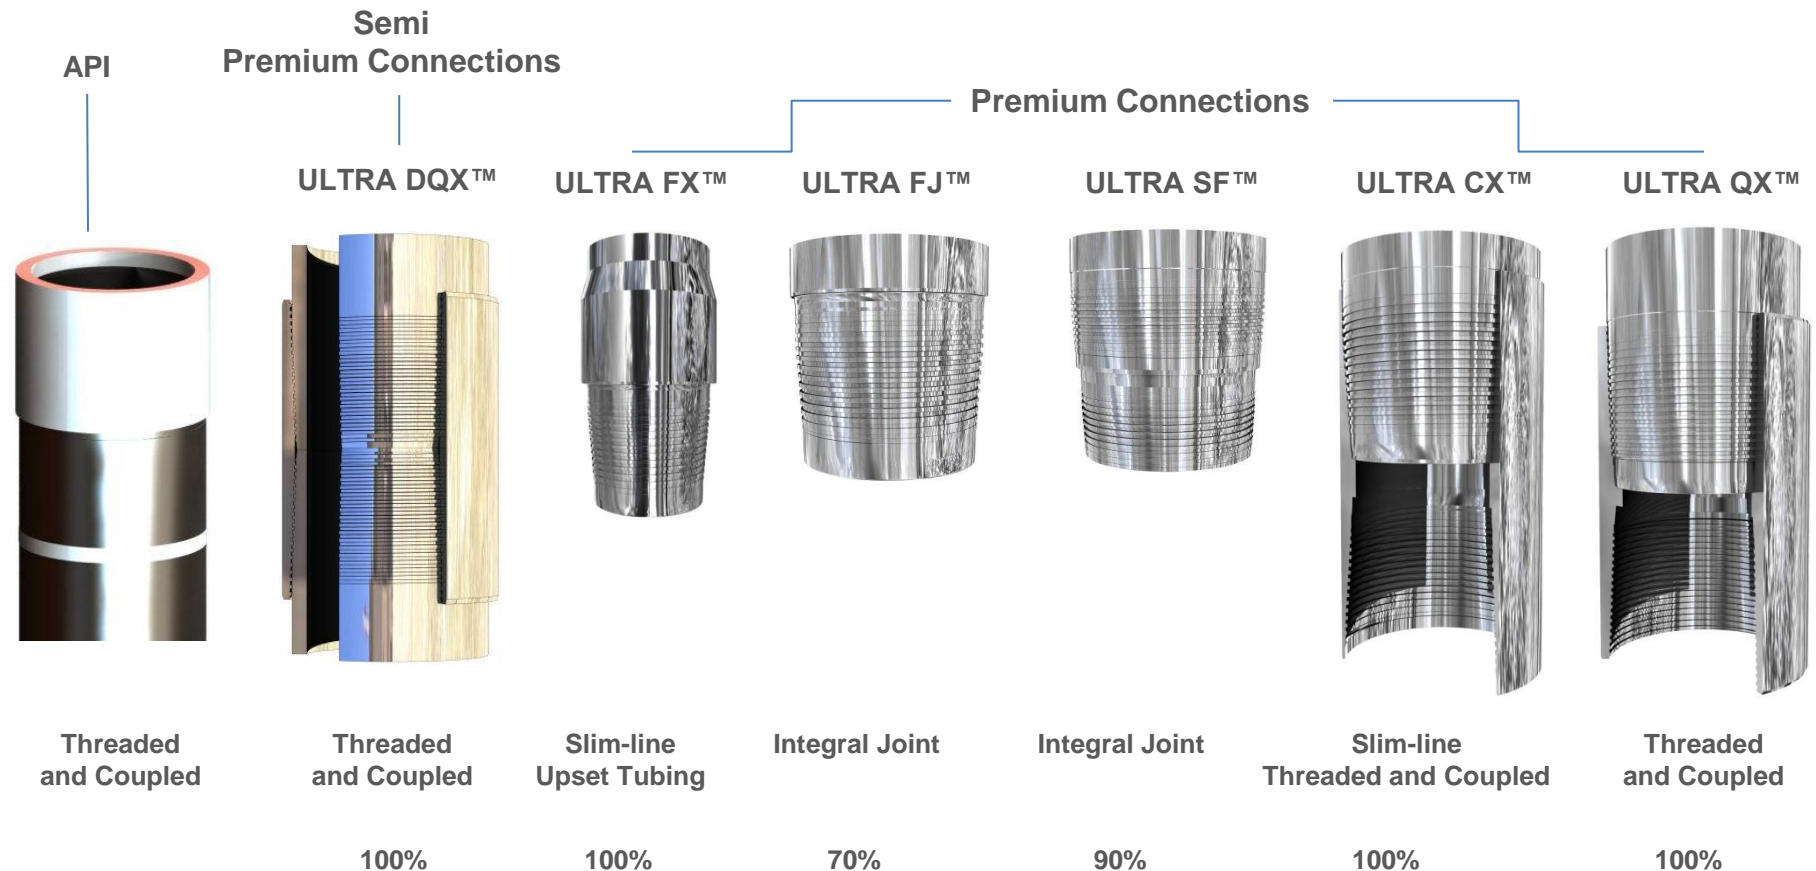 Semi
Premium Connections
API
Premium Connections
ULTRA DQX™
ULTRA FX™
ULTRA FJ™
ULTRA SF™
ULTRA CX™
ULTRA QX™
Threaded
and Coupled
Threaded
and Coupled
Slim-line
Upset Tubing
Integral Joint
Integral Joint
Slim-line
Threaded and Coupled
Threaded
and Coupled
100%
100%
70%
90%
100%
100%